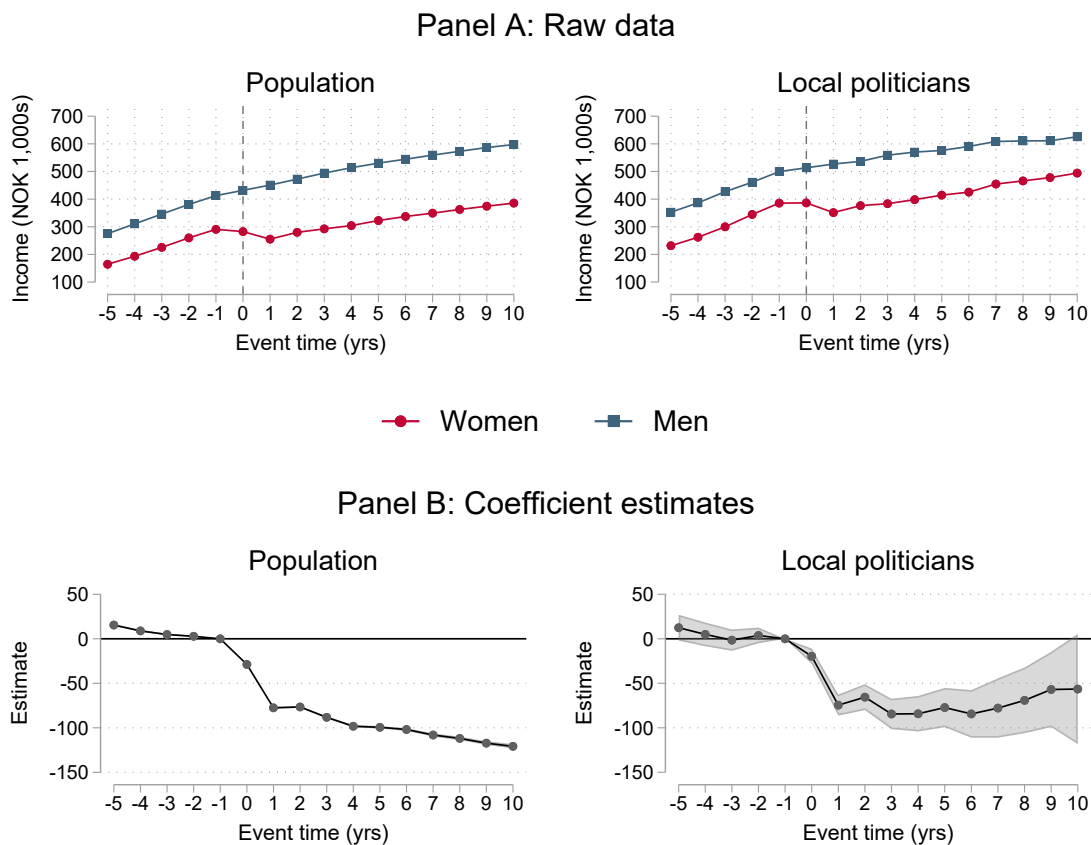 Panel A: Raw data
Population
Income (NOK 1,000s)
700
600
500
400
300
200
100
-5 -4 -3 -2 -1 0 1 2 3 4 5 6 7 8 9 10
Event time (yrs)
Local politicians
Income (NOK 1,000s)
700
600
500
400
300
200
100
-5 -4 -3 -2 -1 0 1 2 3 4 5 6 7 8 9 10
Event time (yrs)
Women Men
Panel B: Coefficient estimates
Population
Estimate
50
0
-50
-100
-150
-5 -4 -3 -2 -1 0 1 2 3 4 5 6 7 8 9 10
Event time (yrs)
Local politicians
Estimate
50
0
-50
-100
-150
-5 -4 -3 -2 -1 0 1 2 3 4 5 6 7 8 9 10
Event time (yrs)